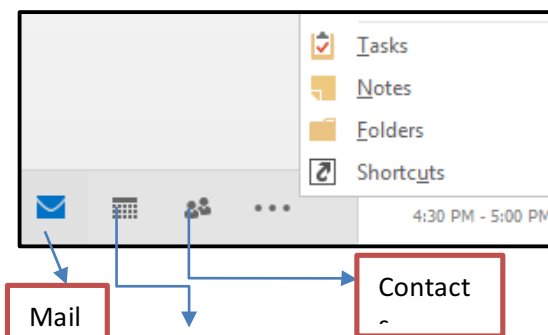 Tasks
Notes
Folders
Shortcuts
4:30 PM - 5:00 PM
Mail
Contact
s